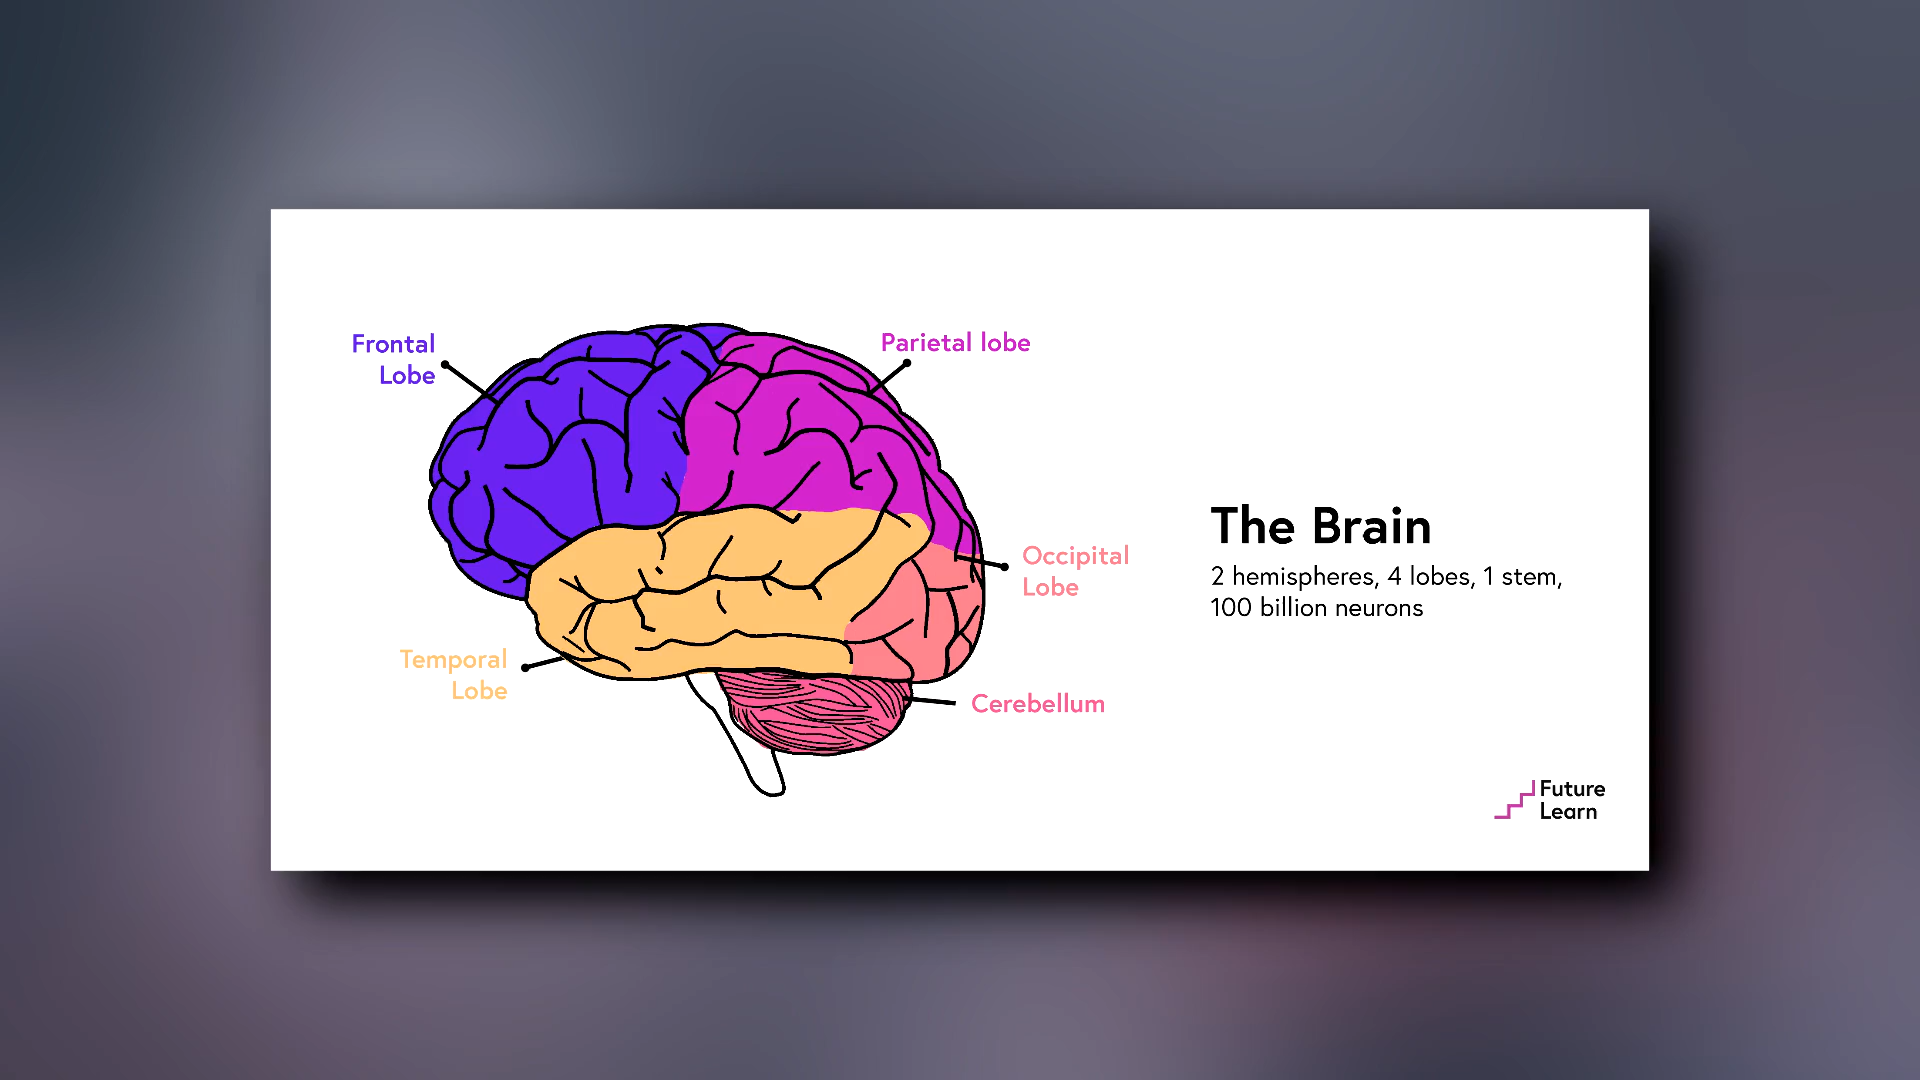 Frontal
Lobe
Parietal lobe
Occipital
Lobe
Temporal
Lobe
Cerebellum
The Brain
2 hemispheres, 4 lobes, 1 stem,
100 billion neurons
Future
Learn